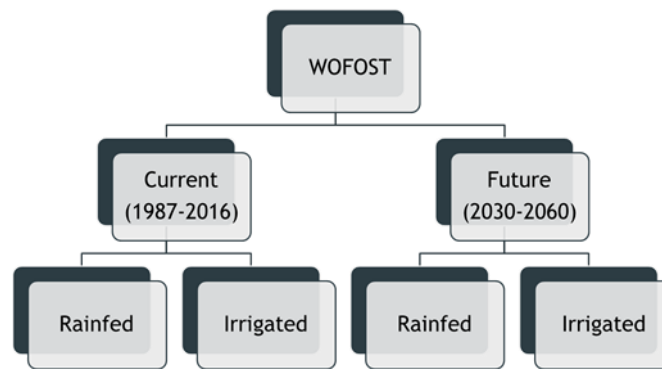 WOFOST
Current
(1987-2016)
Future
(2030-2060)
Rainfed
Irrigated
Rainfed
Irrigated